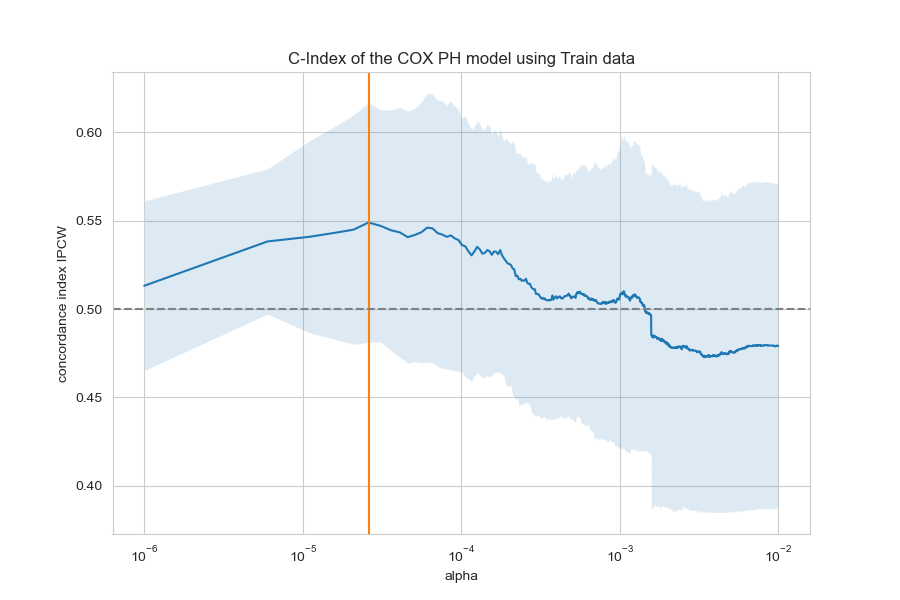 C-Index of the COX PH model using Train data
concordance index IPCW
0.60
0.55
0.50
0.45
0.40
10⁻⁶ 10⁻⁵ 10⁻⁴ 10⁻³ 10⁻²
alpha